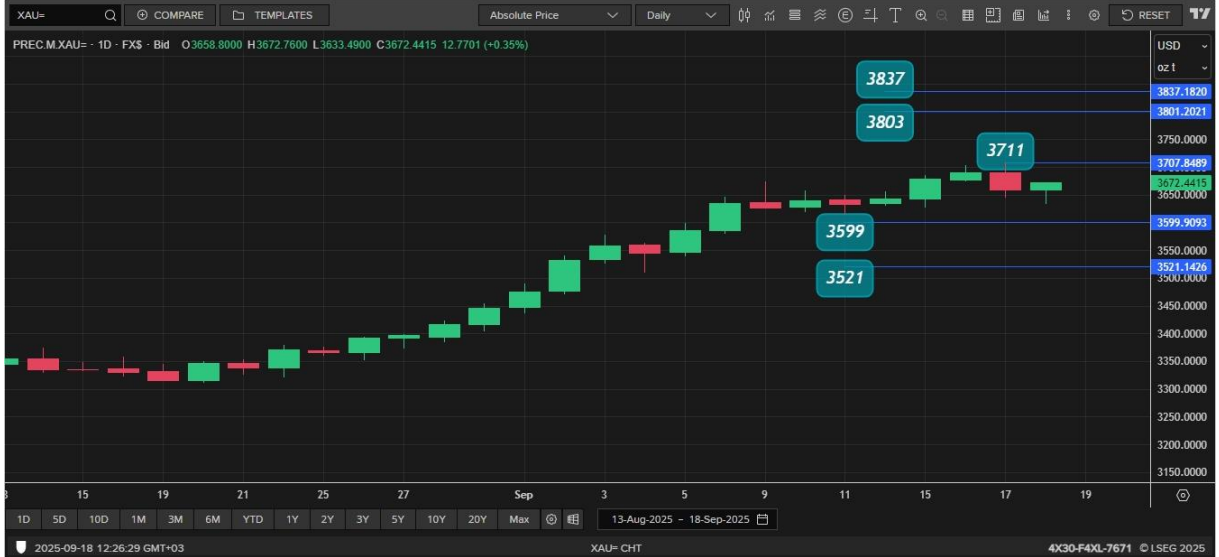 XAU=
COMPARE
TEMPLATES
Absolute Price
Daily
RESET
PREC.M.XAU= · 1D · FX$ · Bid O3658.8000 H3672.7600 L3633.4900 C3672.4415 12.7701 (+0.35%)
USD
oz t
3837
3837.1820
3801.2021
3803
3750.0000
3711
3707.8489
3672.4415
3650.0000
3599.9093
3599
3550.0000
3521.1426
3521
3500.0000
3450.0000
3400.0000
3350.0000
3300.0000
3250.0000
3200.0000
3150.0000
15 19 21 25 27 Sep 3 5 9 11 15 17 19
1D 5D 10D 1M 3M 6M YTD 1Y 2Y 3Y 5Y 10Y 20Y Max 13-Aug-2025 - 18-Sep-2025
2025-09-18 12:26:29 GMT+03 XAU= CHT 4X30-F4XL-7671 © LSEG 2025